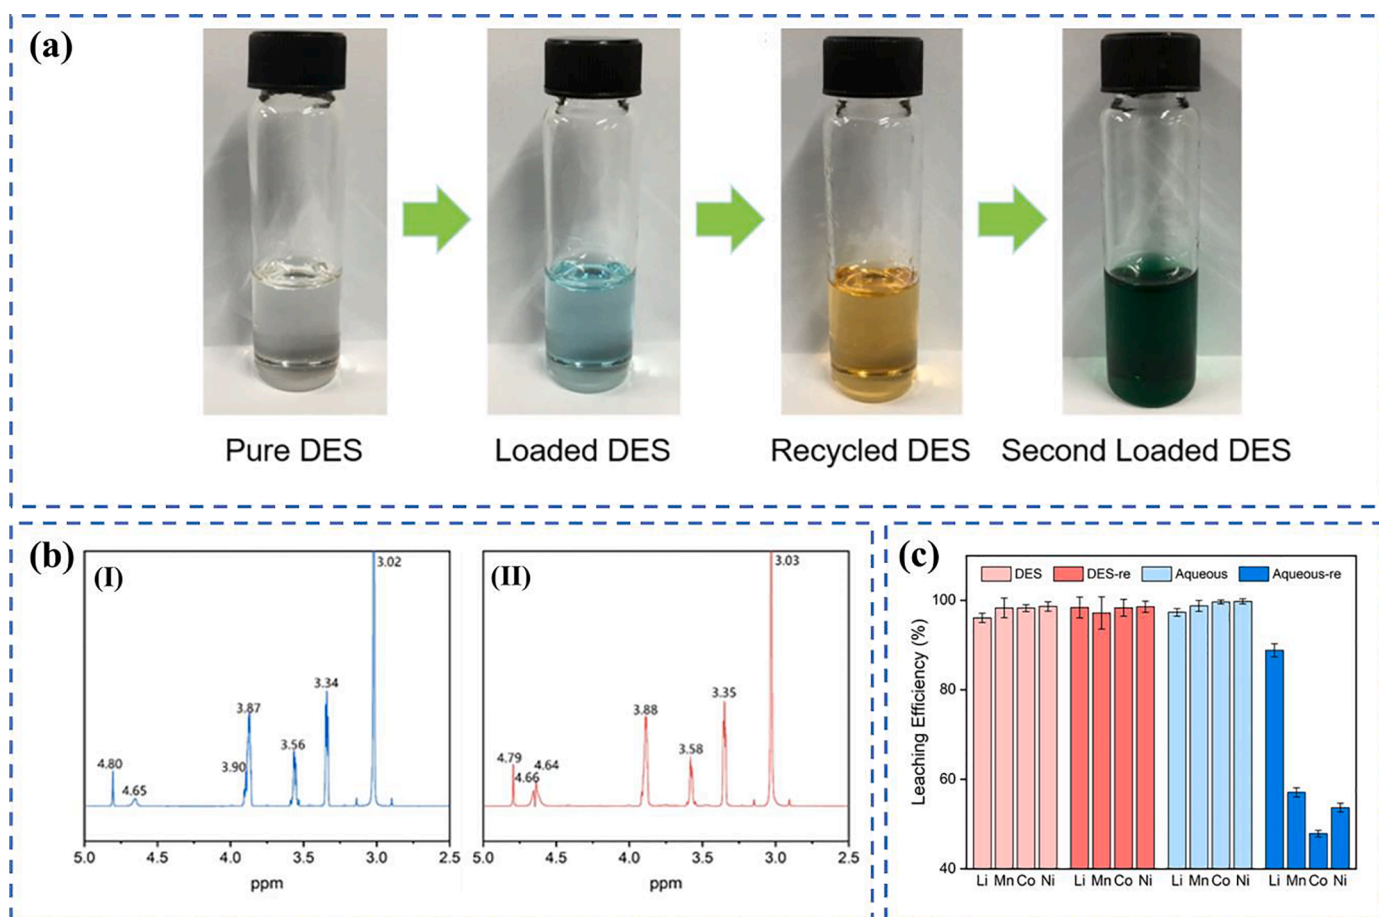 (a)
Pure DES
Loaded DES
Recycled DES
Second Loaded DES
(b)
(I)
3.02
3.87
3.34
3.90
3.56
4.80
4.65
5.0 4.5 4.0 3.5 3.0 2.5
ppm
(II)
3.03
3.88
3.35
3.58
4.79
4.66
4.64
5.0 4.5 4.0 3.5 3.0 2.5
ppm
(c)
DES DES-re Aqueous Aqueous-re
Leaching Efficiency (%)
100
80
60
40
Li Mn Co Ni Li Mn Co Ni Li Mn Co Ni Li Mn Co Ni